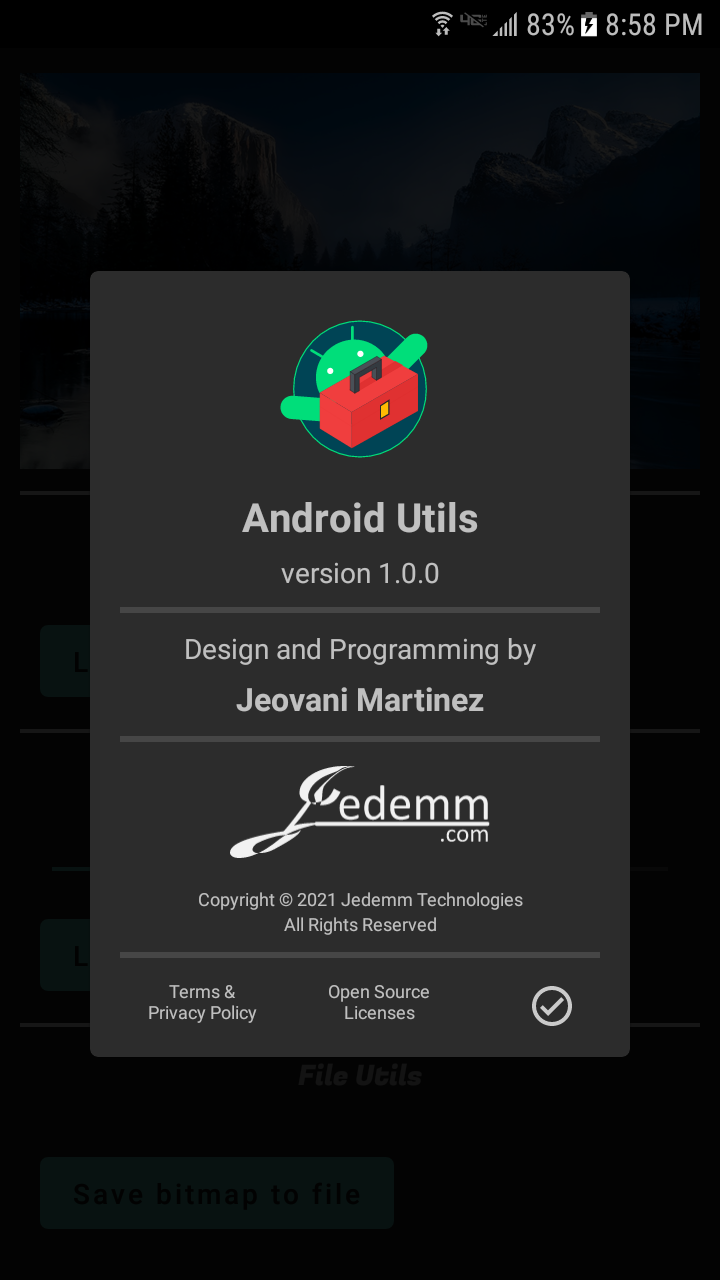 83% 8:58 PM
Android Utils
version 1.0.0
Design and Programming by
Jeovani Martinez
Jedemm
.com
Copyright © 2021 Jedemm Technologies
All Rights Reserved
Terms &
Privacy Policy
Open Source
Licenses
File Utils
Save bitmap to file